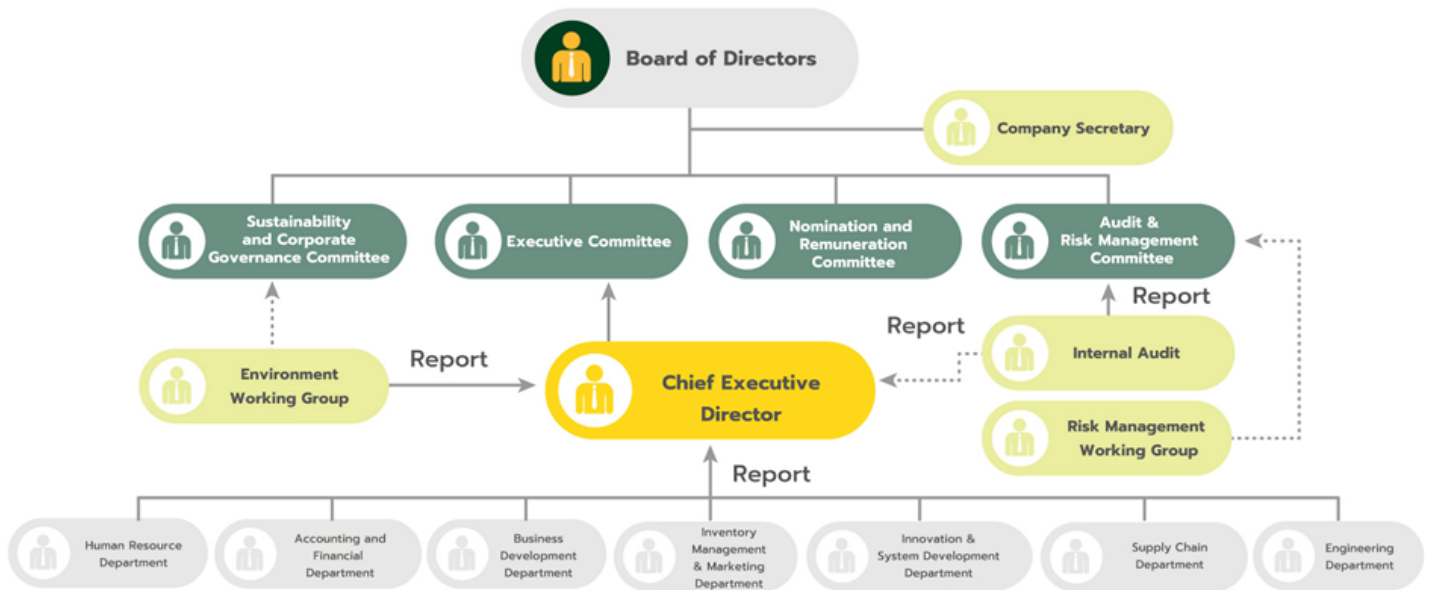 Board of Directors
Company Secretary
Sustainability
and Corporate
Governance Committee
Executive Committee
Nomination and
Remuneration
Committee
Audit &
Risk Management
Committee
Report
Report
Internal Audit
Environment
Working Group
Report
Chief Executive
Director
Risk Management
Working Group
Report
Human Resource
Department
Accounting and
Financial
Department
Business
Development
Department
Inventory
Management
& Marketing
Department
Innovation &
System Development
Department
Supply Chain
Department
Engineering
Department